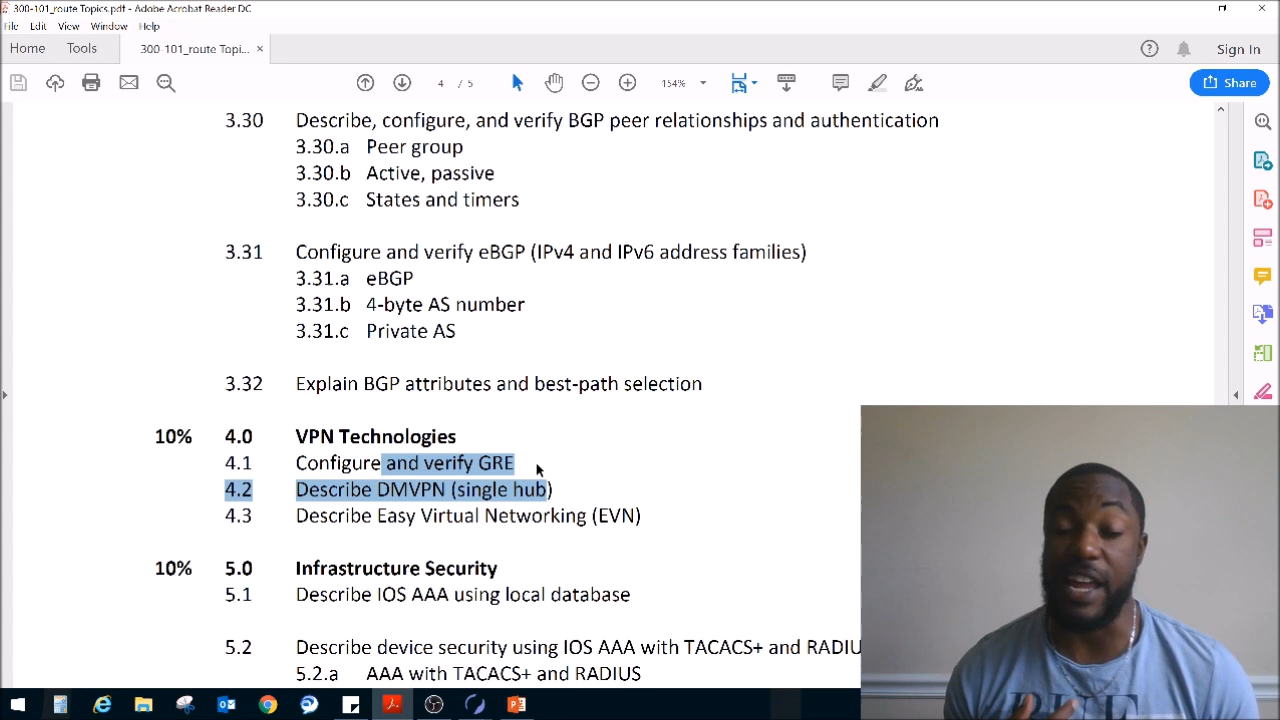 300-101_route Topics.pdf - Adobe Acrobat Reader DC
File Edit View Window Help
Home Tools 300-101_route Topi... × Sign In
4 / 5 154% Share
3.30 Describe, configure, and verify BGP peer relationships and authentication
3.30.a Peer group
3.30.b Active, passive
3.30.c States and timers
3.31 Configure and verify eBGP (IPv4 and IPv6 address families)
3.31.a eBGP
3.31.b 4-byte AS number
3.31.c Private AS
3.32 Explain BGP attributes and best-path selection
10% 4.0 VPN Technologies
4.1 Configure and verify GRE
4.2 Describe DMVPN (single hub)
4.3 Describe Easy Virtual Networking (EVN)
10% 5.0 Infrastructure Security
5.1 Describe IOS AAA using local database
5.2 Describe device security using IOS AAA with TACACS+ and RADIU
5.2.a AAA with TACACS+ and RADIUS